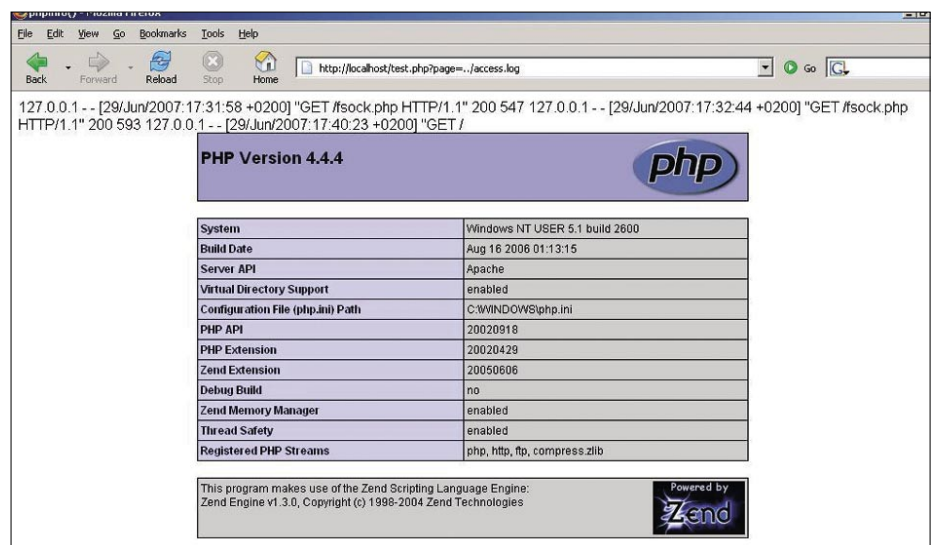 phpinfo() - Mozilla Firefox
File Edit View Go Bookmarks Tools Help
Back Forward Reload Stop Home http://localhost/test.php?page=../access.log Go G
127.0.0.1 - - [29/Jun/2007:17:31:58 +0200] "GET /fsock.php HTTP/1.1" 200 547 127.0.0.1 - - [29/Jun/2007:17:32:44 +0200] "GET /fsock.php
HTTP/1.1" 200 593 127.0.0.1 - - [29/Jun/2007:17:40:23 +0200] "GET /
PHP Version 4.4.4
php
System Windows NT USER 5.1 build 2600
Build Date Aug 16 2006 01:13:15
Server API Apache
Virtual Directory Support enabled
Configuration File (php.ini) Path C:\WINDOWS\php.ini
PHP API 20020918
PHP Extension 20020429
Zend Extension 20050606
Debug Build no
Zend Memory Manager enabled
Thread Safety enabled
Registered PHP Streams php, http, ftp, compress.zlib
This program makes use of the Zend Scripting Language Engine:
Zend Engine v1.3.0, Copyright (c) 1998-2004 Zend Technologies
Powered by
Zend